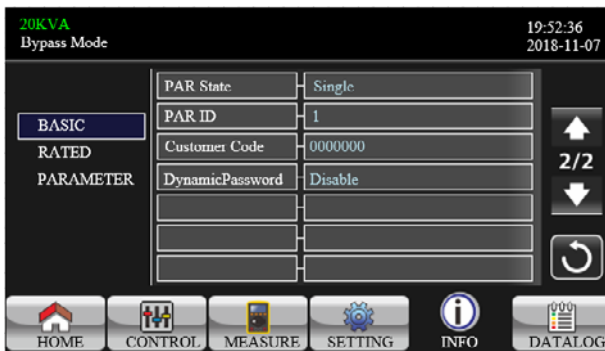 20KVA
Bypass Mode
19:52:36
2018-11-07
PAR State Single
PAR ID 1
Customer Code 0000000
DynamicPassword Disable
BASIC
RATED
PARAMETER
2/2
HOME CONTROL MEASURE SETTING INFO DATALOG